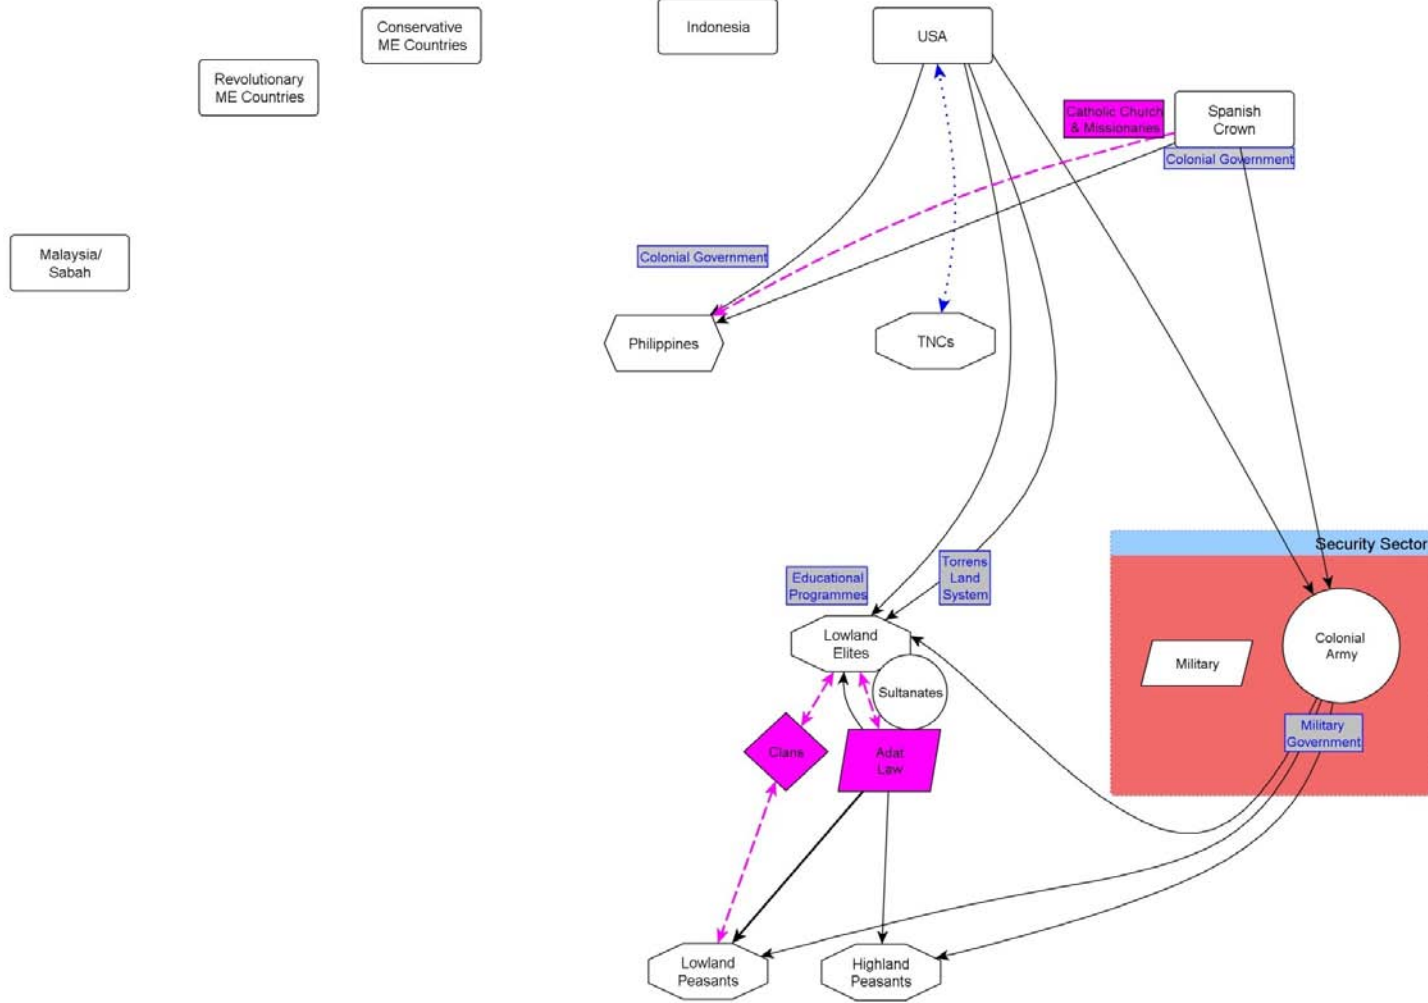 Conservative
ME Countries
Indonesia
USA
Revolutionary
ME Countries
Catholic Church
& Missionaries
Spanish
Crown
Colonial Government
Malaysia/
Sabah
Colonial Government
Philippines
TNCs
Security Sector
Educational
Programmes
Torrens
Land
System
Lowland
Elites
Colonial
Army
Military
Sultanates
Military
Government
Clans
Adat
Law
Lowland
Peasants
Highland
Peasants